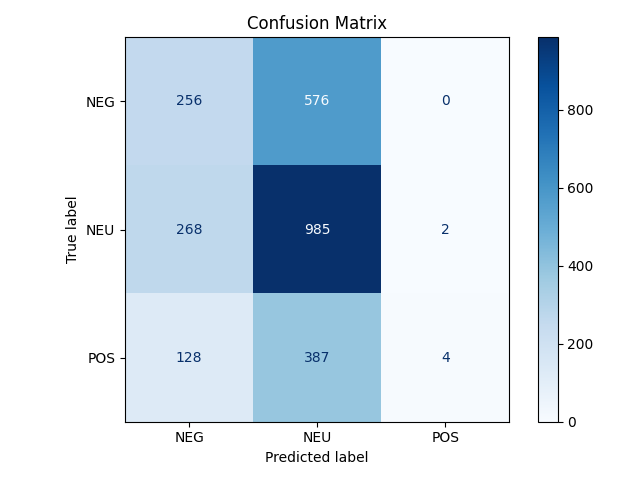 Confusion Matrix
True label
NEG 256 576 0
NEU 268 985 2
POS 128 387 4
NEG NEU POS
Predicted label
800
600
400
200
0